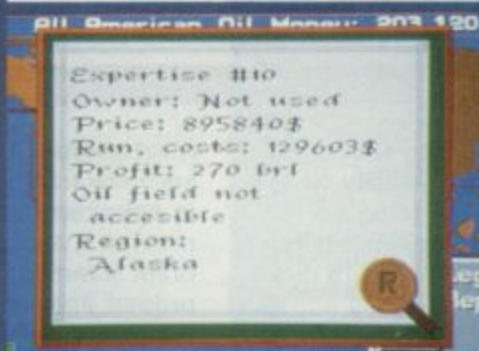 All American Oil Money: 203 120
Expertise #10
Owner: Not used
Price: 895840$
Run. costs: 129603$
Profit: 270 brl
Oil field not
accesible
Region:
Alaska
R